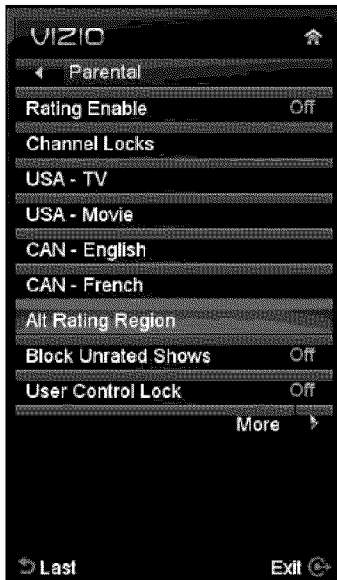 VIZIO
Parental
Rating Enable Off
Channel Locks
USA - TV
USA - Movie
CAN - English
CAN - French
Alt Rating Region
Block Unrated Shows Off
User Control Lock Off
More
Last Exit